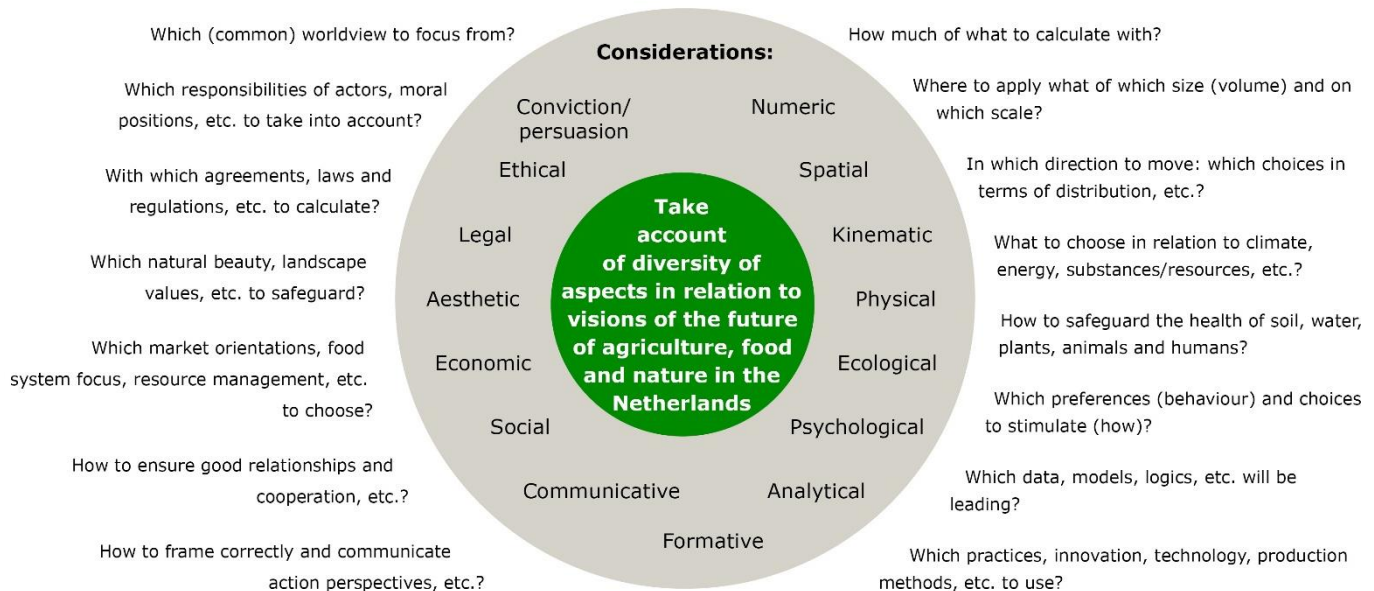 Considerations:
Which (common) worldview to focus from?
Which responsibilities of actors, moral
positions, etc. to take into account?
With which agreements, laws and
regulations, etc. to calculate?
Which natural beauty, landscape
values, etc. to safeguard?
Which market orientations, food
system focus, resource management, etc.
to choose?
How to ensure good relationships and
cooperation, etc.?
How to frame correctly and communicate
action perspectives, etc.?
Conviction/
persuasion
Ethical
Legal
Aesthetic
Economic
Social
Communicative
Formative
Take
account
of diversity of
aspects in relation to
visions of the future
of agriculture, food
and nature in the
Netherlands
Numeric
Spatial
Kinematic
Physical
Ecological
Psychological
Analytical
How much of what to calculate with?
Where to apply what of which size (volume) and on
which scale?
In which direction to move: which choices in
terms of distribution, etc.?
What to choose in relation to climate,
energy, substances/resources, etc.?
How to safeguard the health of soil, water,
plants, animals and humans?
Which preferences (behaviour) and choices
to stimulate (how)?
Which data, models, logics, etc. will be
leading?
Which practices, innovation, technology, production
methods, etc. to use?